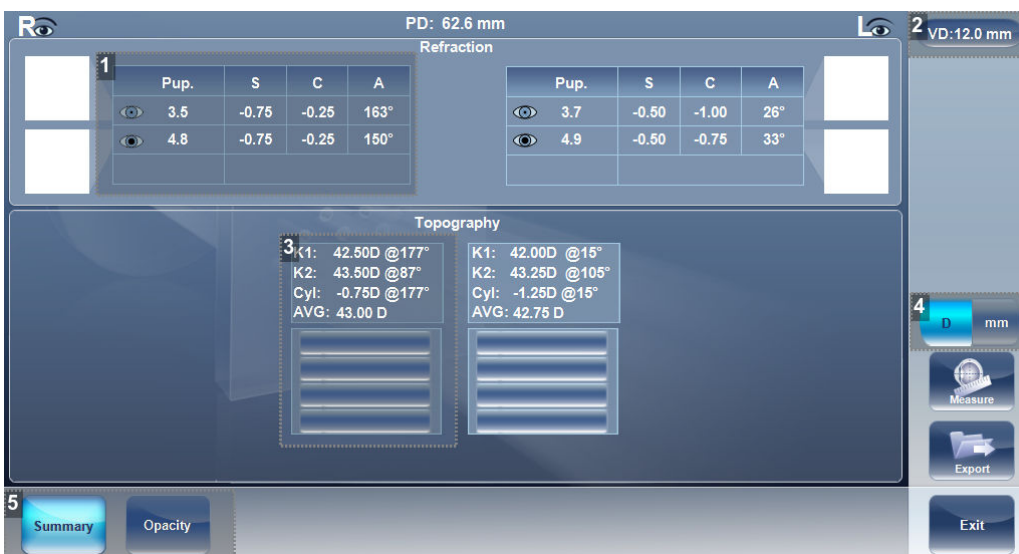 R PD: 62.6 mm L 2 VD:12.0 mm
Refraction
1
Pup. S C A Pup. S C A
3.5 -0.75 -0.25 163° 3.7 -0.50 -1.00 26°
4.8 -0.75 -0.25 150° 4.9 -0.50 -0.75 33°
Topography
3 K1: 42.50D @177° K1: 42.00D @15°
K2: 43.50D @87° K2: 43.25D @105°
Cyl: -0.75D @177° Cyl: -1.25D @15°
AVG: 43.00 D AVG: 42.75 D
4 D mm
Measure
Export
5 Summary Opacity Exit